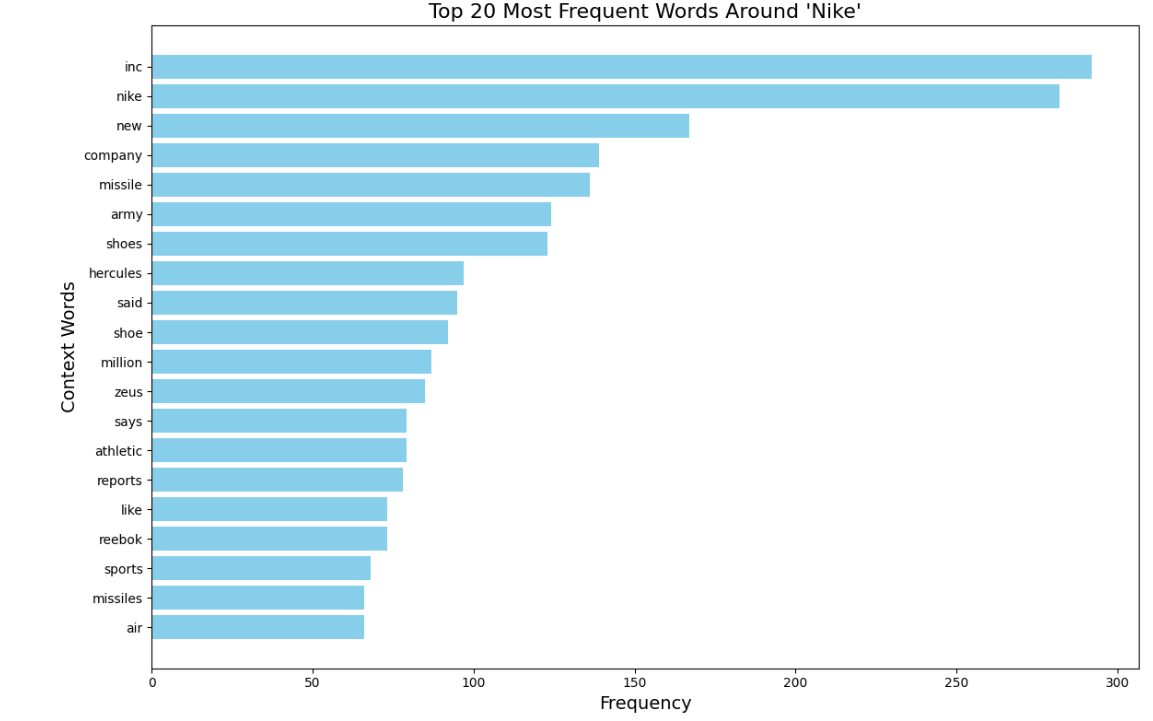 Top 20 Most Frequent Words Around 'Nike'
Context Words
inc
nike
new
company
missile
army
shoes
hercules
said
shoe
million
zeus
says
athletic
reports
like
reebok
sports
missiles
air
0 50 100 150 200 250 300
Frequency